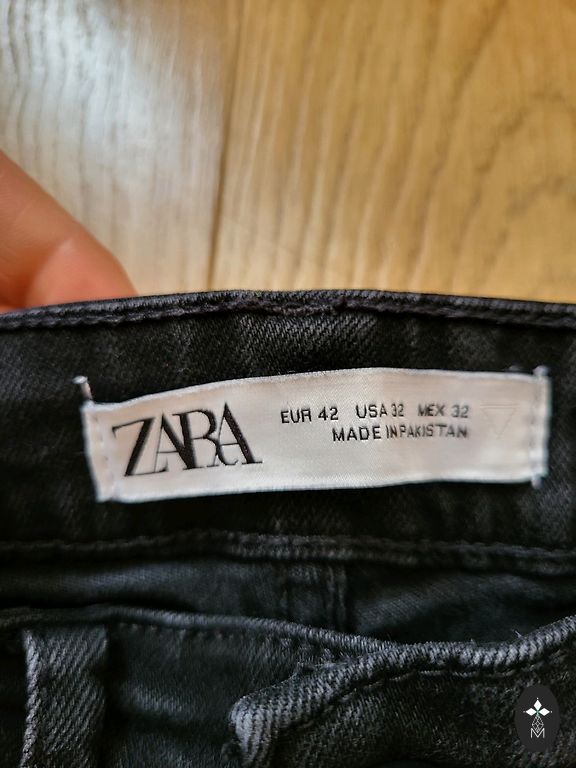 ZARA
EUR 42 USA 32 MEX 32
MADE IN PAKISTAN